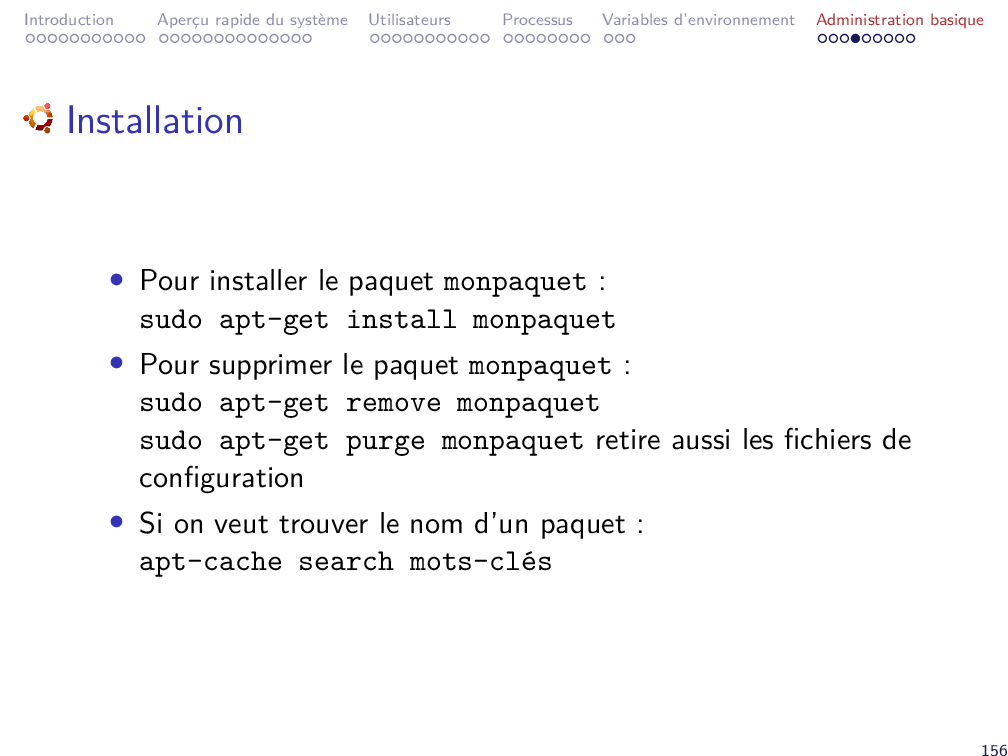 Introduction Aperçu rapide du système Utilisateurs Processus Variables d'environnement Administration basique
Installation
• Pour installer le paquet monpaquet :
sudo apt-get install monpaquet
• Pour supprimer le paquet monpaquet :
sudo apt-get remove monpaquet
sudo apt-get purge monpaquet retire aussi les fichiers de
configuration
• Si on veut trouver le nom d'un paquet :
apt-cache search mots-clés
156